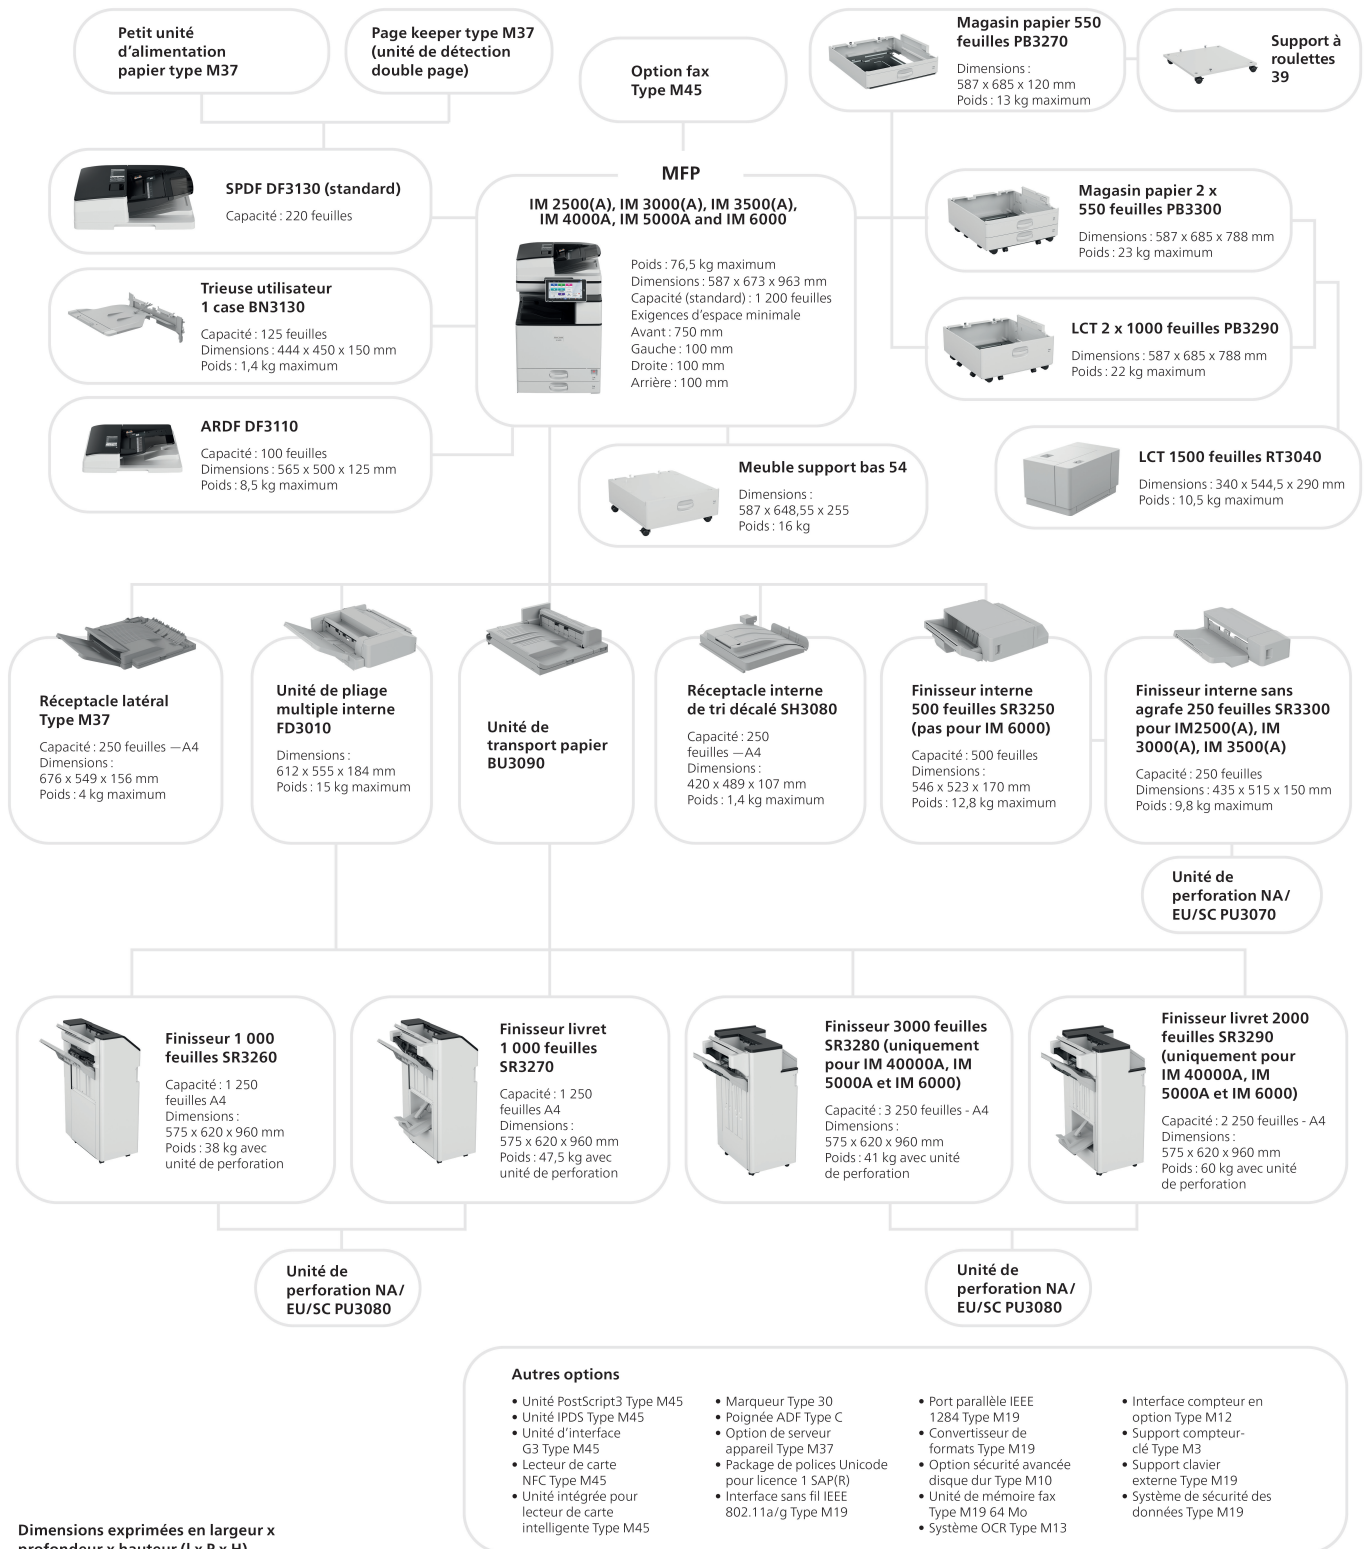 Petit unité
d'alimentation
papier type M37
Page keeper type M37
(unité de détection
double page)
Option fax
Type M45
Magasin papier 550
feuilles PB3270
Dimensions :
587 x 685 x 120 mm
Poids : 13 kg maximum
Support à
roulettes
39
SPDF DF3130 (standard)
Capacité : 220 feuilles
MFP
IM 2500(A), IM 3000(A), IM 3500(A),
IM 4000A, IM 5000A and IM 6000
Poids : 76,5 kg maximum
Dimensions : 587 x 673 x 963 mm
Capacité (standard) : 1 200 feuilles
Exigences d'espace minimale
Avant : 750 mm
Gauche : 100 mm
Droite : 100 mm
Arrière : 100 mm
Magasin papier 2 x
550 feuilles PB3300
Dimensions : 587 x 685 x 788 mm
Poids : 23 kg maximum
Trieuse utilisateur
1 case BN3130
Capacité : 125 feuilles
Dimensions : 444 x 450 x 150 mm
Poids : 1,4 kg maximum
LCT 2 x 1000 feuilles PB3290
Dimensions : 587 x 685 x 788 mm
Poids : 22 kg maximum
ARDF DF3110
Capacité : 100 feuilles
Dimensions : 565 x 500 x 125 mm
Poids : 8,5 kg maximum
Meuble support bas 54
Dimensions :
587 x 648,55 x 255
Poids : 16 kg
LCT 1500 feuilles RT3040
Dimensions : 340 x 544,5 x 290 mm
Poids : 10,5 kg maximum
Réceptacle latéral
Type M37
Capacité : 250 feuilles —A4
Dimensions :
676 x 549 x 156 mm
Poids : 4 kg maximum
Unité de pliage
multiple interne
FD3010
Dimensions :
612 x 555 x 184 mm
Poids : 15 kg maximum
Unité de
transport papier
BU3090
Réceptacle interne
de tri décalé SH3080
Capacité : 250
feuilles —A4
Dimensions :
420 x 489 x 107 mm
Poids : 1,4 kg maximum
Finisseur interne
500 feuilles SR3250
(pas pour IM 6000)
Capacité : 500 feuilles
Dimensions :
546 x 523 x 170 mm
Poids : 12,8 kg maximum
Finisseur interne sans
agrafe 250 feuilles SR3300
pour IM2500(A), IM
3000(A), IM 3500(A)
Capacité : 250 feuilles
Dimensions : 435 x 515 x 150 mm
Poids : 9,8 kg maximum
Unité de
perforation NA/
EU/SC PU3070
Finisseur 1 000
feuilles SR3260
Capacité : 1 250
feuilles A4
Dimensions :
575 x 620 x 960 mm
Poids : 38 kg avec
unité de perforation
Finisseur livret
1 000 feuilles
SR3270
Capacité : 1 250
feuilles A4
Dimensions :
575 x 620 x 960 mm
Poids : 47,5 kg avec
unité de perforation
Finisseur 3000 feuilles
SR3280 (uniquement
pour IM 40000A, IM
5000A et IM 6000)
Capacité : 3 250 feuilles - A4
Dimensions :
575 x 620 x 960 mm
Poids : 41 kg avec unité
de perforation
Finisseur livret 2000
feuilles SR3290
(uniquement pour
IM 40000A, IM
5000A et IM 6000)
Capacité : 2 250 feuilles - A4
Dimensions :
575 x 620 x 960 mm
Poids : 60 kg avec unité
de perforation
Unité de
perforation NA/
EU/SC PU3080
Unité de
perforation NA/
EU/SC PU3080
Autres options
• Unité PostScript3 Type M45
• Unité IPDS Type M45
• Unité d'interface
G3 Type M45
• Lecteur de carte
NFC Type M45
• Unité intégrée pour
lecteur de carte
intelligente Type M45
• Marqueur Type 30
• Poignée ADF Type C
• Option de serveur
appareil Type M37
• Package de polices Unicode
pour licence 1 SAP(R)
• Interface sans fil IEEE
802.11a/g Type M19
• Port parallèle IEEE
1284 Type M19
• Convertisseur de
formats Type M19
• Option sécurité avancée
disque dur Type M10
• Unité de mémoire fax
Type M19 64 Mo
• Système OCR Type M13
• Interface compteur en
option Type M12
• Support compteur-
clé Type M3
• Support clavier
externe Type M19
• Système de sécurité des
données Type M19
Dimensions exprimées en largeur x
profondeur x hauteur (l x P x H)